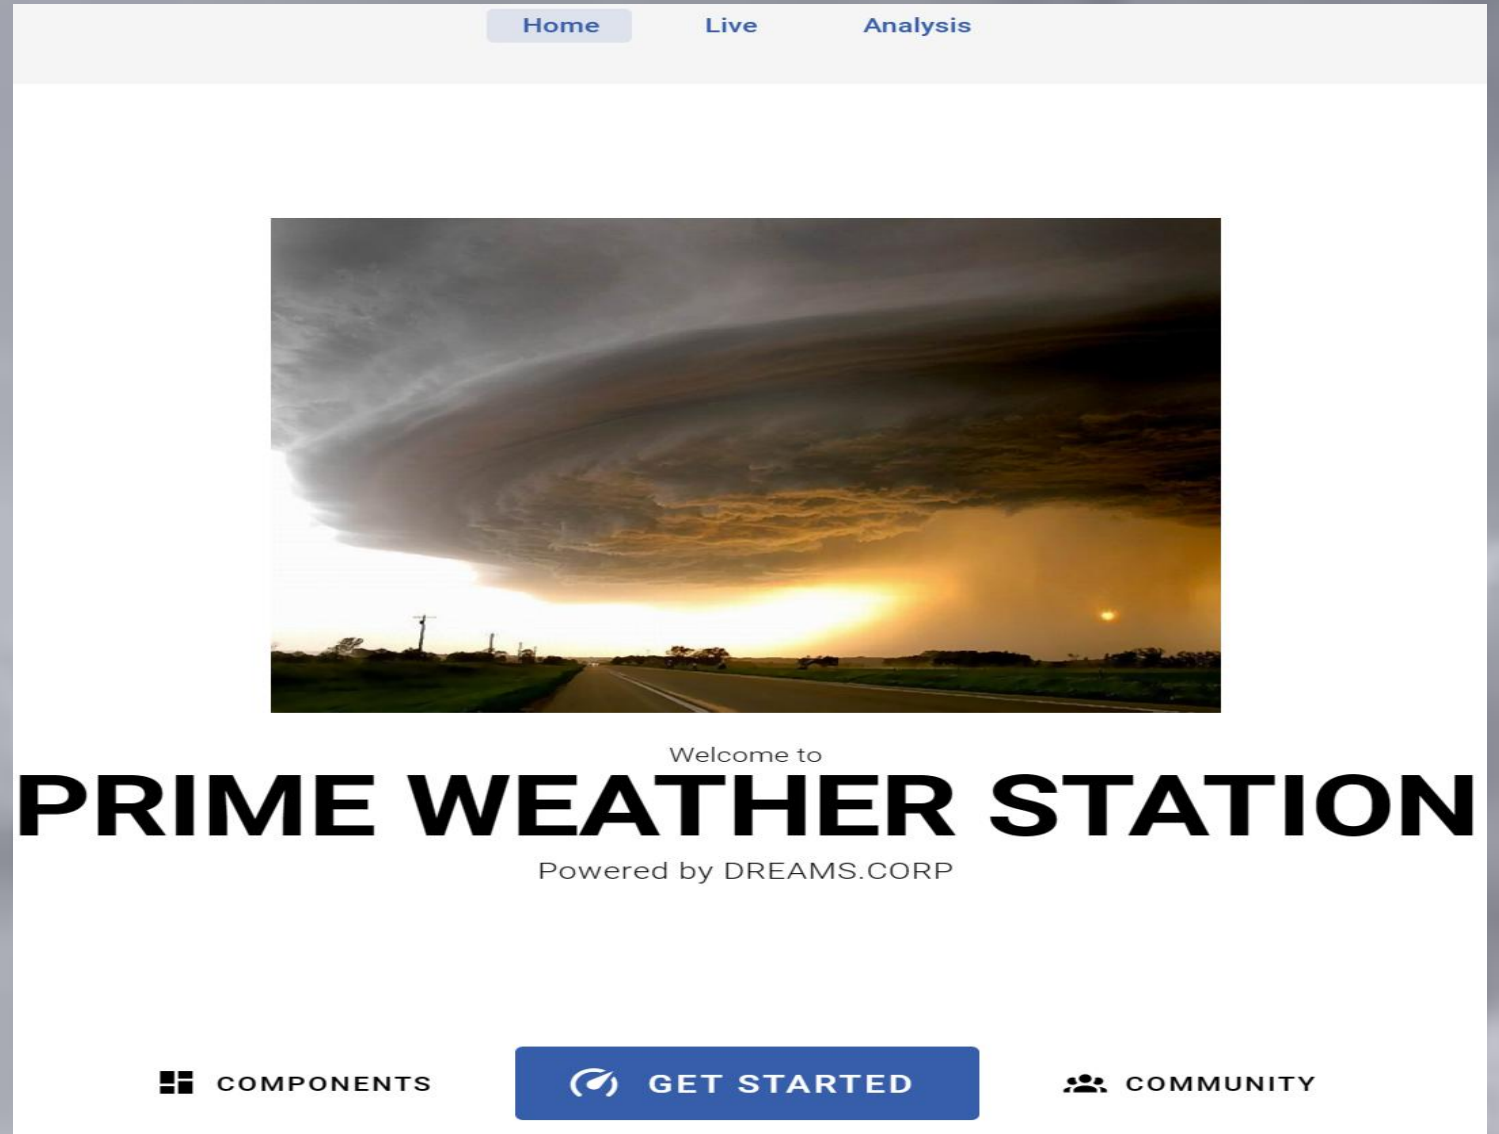 Home Live Analysis
Welcome to
PRIME WEATHER STATION
Powered by DREAMS.CORP
COMPONENTS GET STARTED COMMUNITY